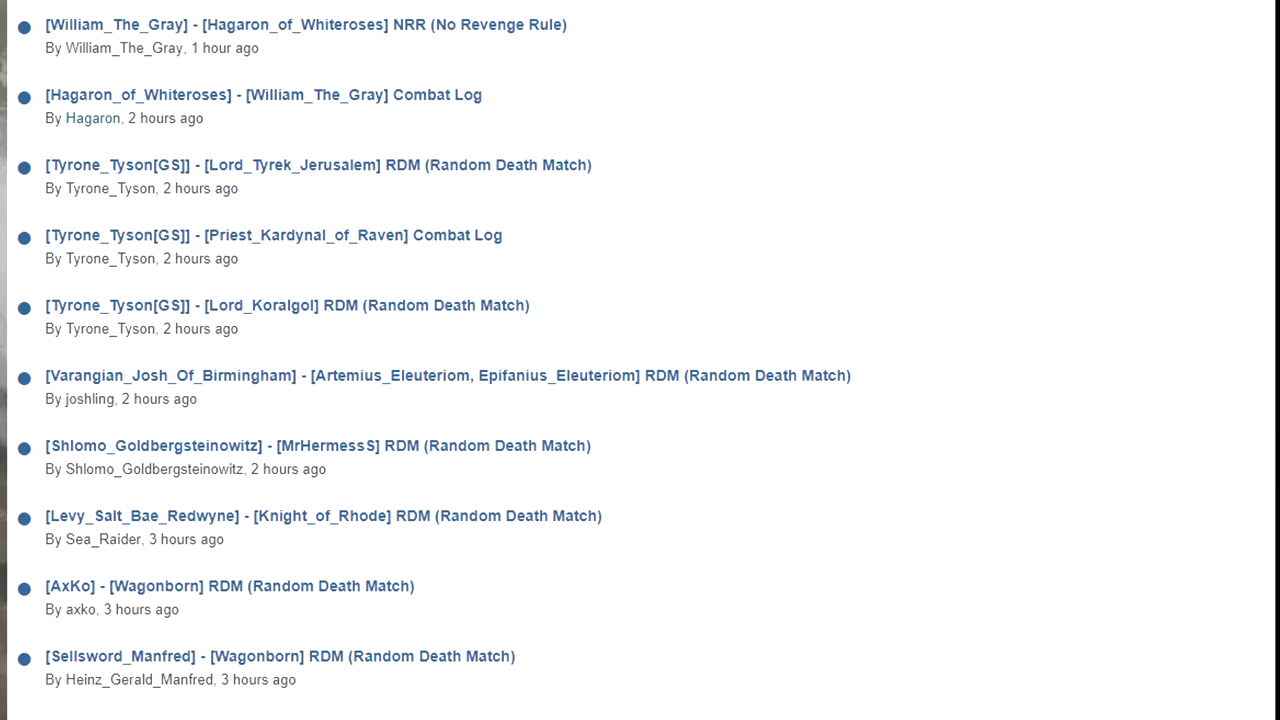 [William_The_Gray] - [Hagaron_of_Whiteroses] NRR (No Revenge Rule)
By William_The_Gray, 1 hour ago
[Hagaron_of_Whiteroses] - [William_The_Gray] Combat Log
By Hagaron, 2 hours ago
[Tyrone_Tyson[GS]] - [Lord_Tyrek_Jerusalem] RDM (Random Death Match)
By Tyrone_Tyson, 2 hours ago
[Tyrone_Tyson[GS]] - [Priest_Kardynal_of_Raven] Combat Log
By Tyrone_Tyson, 2 hours ago
[Tyrone_Tyson[GS]] - [Lord_Koralgol] RDM (Random Death Match)
By Tyrone_Tyson, 2 hours ago
[Varangian_Josh_Of_Birmingham] - [Artemius_Eleuteriom, Epifanius_Eleuteriom] RDM (Random Death Match)
By joshling, 2 hours ago
[Shlomo_Goldbergsteinowitz] - [MrHermessS] RDM (Random Death Match)
By Shlomo_Goldbergsteinowitz, 2 hours ago
[Levy_Salt_Bae_Redwyne] - [Knight_of_Rhode] RDM (Random Death Match)
By Sea_Raider, 3 hours ago
[AxKo] - [Wagonborn] RDM (Random Death Match)
By axko, 3 hours ago
[Sellsword_Manfred] - [Wagonborn] RDM (Random Death Match)
By Heinz_Gerald_Manfred, 3 hours ago